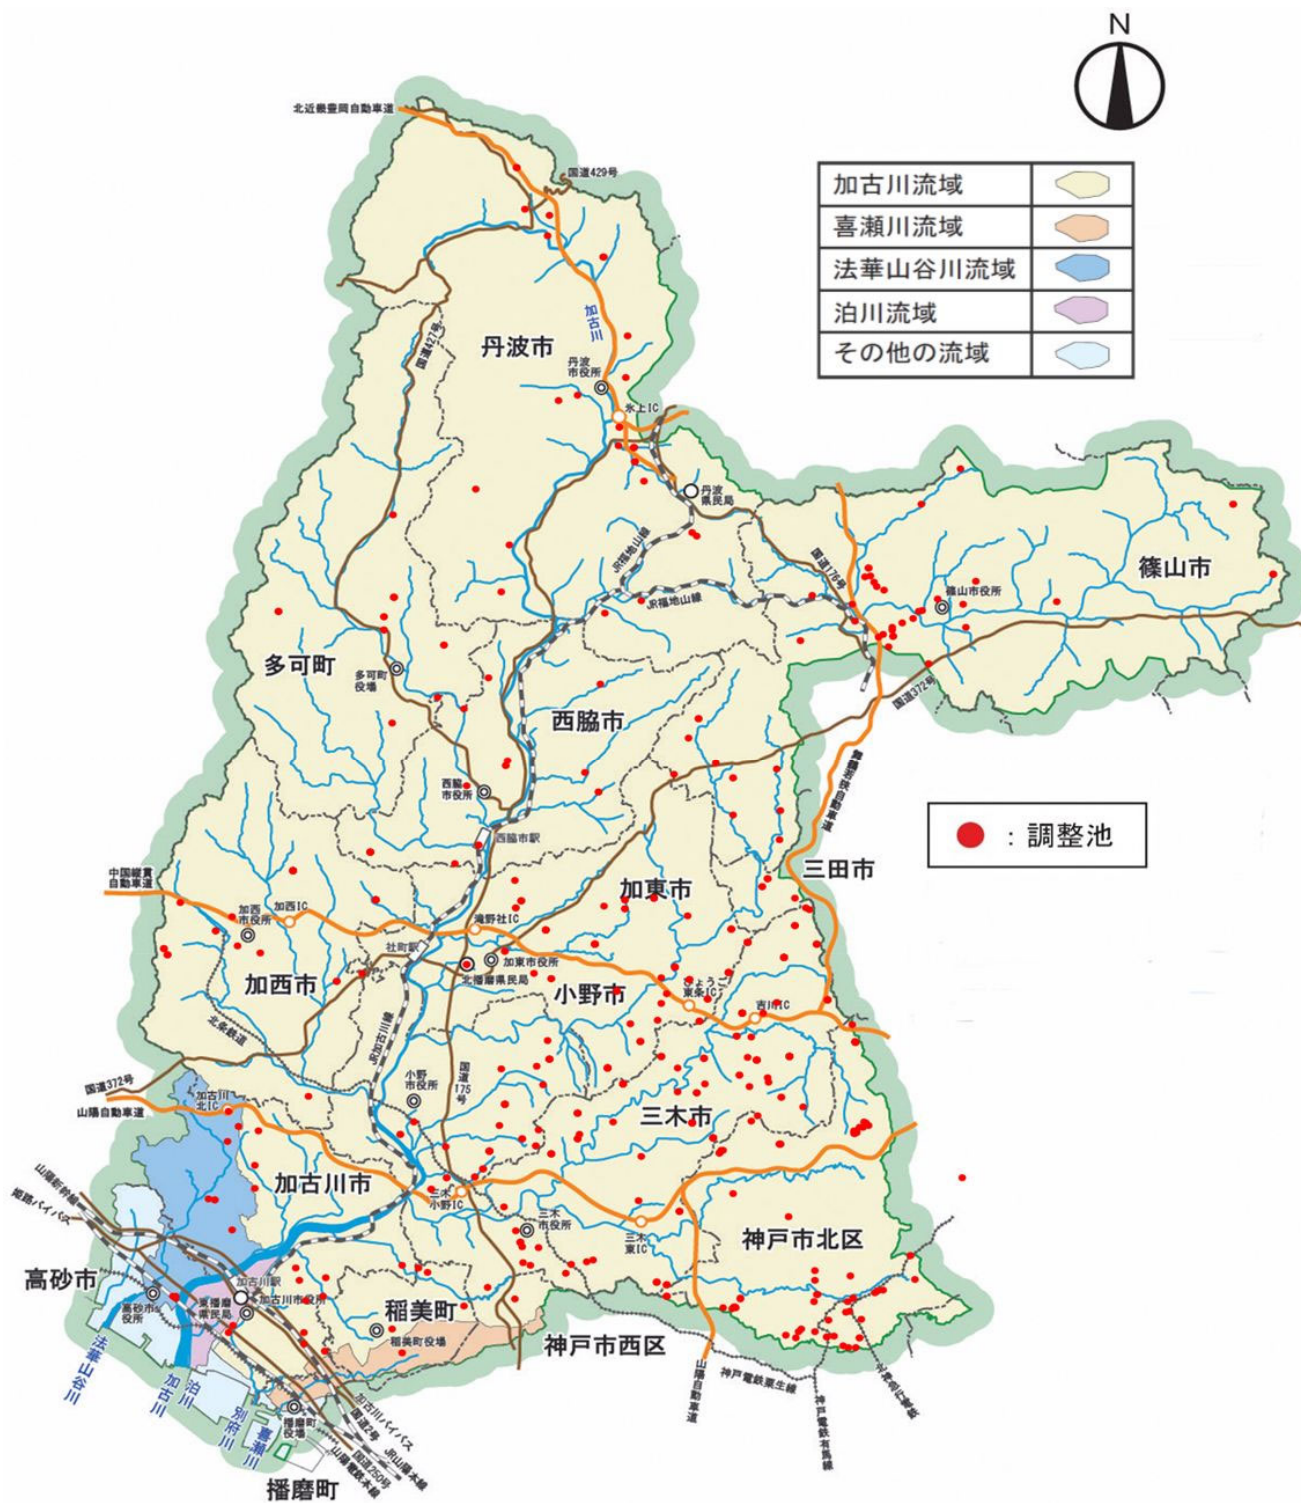 N
北近畿豊岡自動車道
国道429号
加古川流域
喜瀬川流域
法華山谷川流域
泊川流域
その他の流域
加古川
国道427号
丹波市
丹波
市役所
氷上IC
丹波
県民局
JR福地山線
JR福地山線
国道176号
篠山市
篠山市役所
多可町
多可町
役場
西脇市
国道372号
舞鶴若狭自動車道
西脇
市役所
西脇市駅
: 調整池
三田市
中国縦貫
自動車道
加西
市役所
加西IC
加東市
滝野社IC
社町駅
加東市役所
北播磨県民局
加西市
小野市
ひょうご
東条IC
吉川IC
北条鉄道
JR加古川線
国道372号
山陽自動車道
加古川
北IC
小野
市役所
国道
175
号
三木市
山陽新幹線
姫路バイパス
加古川市
三木
小野IC
三木
市役所
三木
東IC
神戸市北区
高砂市
高砂市
役所
加古川駅
加古川市役所
東播磨
県民局
稲美町
稲美町役場
神戸市西区
法華山谷川
加古川
泊川
別府川
喜瀬川
播磨町
役場
加古川バイパス
国道2号
JR山陽本線
国道250号
山陽電鉄本線
播磨町
山陽自動車道
神戸電鉄粟生線
神戸電鉄有馬線